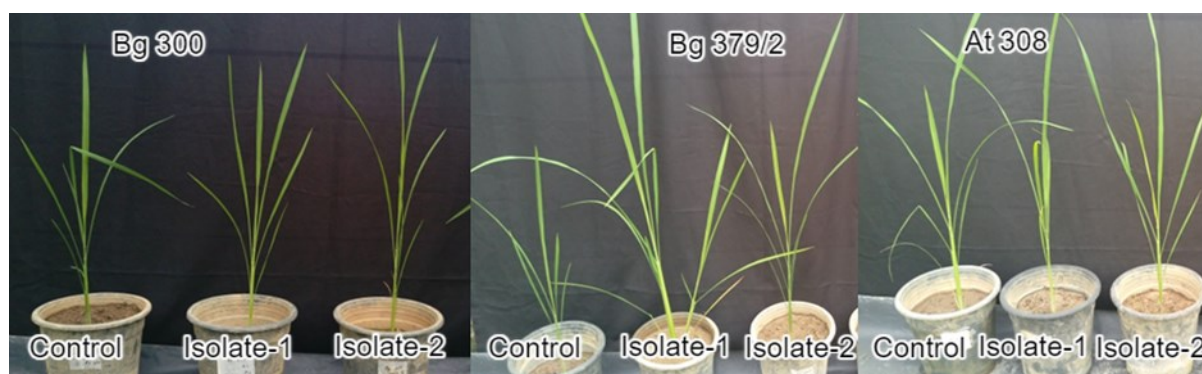 Bg 300
Bg 379/2
At 308
Control Isolate-1 Isolate-2
Control Isolate-1 Isolate-2
Control Isolate-1 Isolate-2